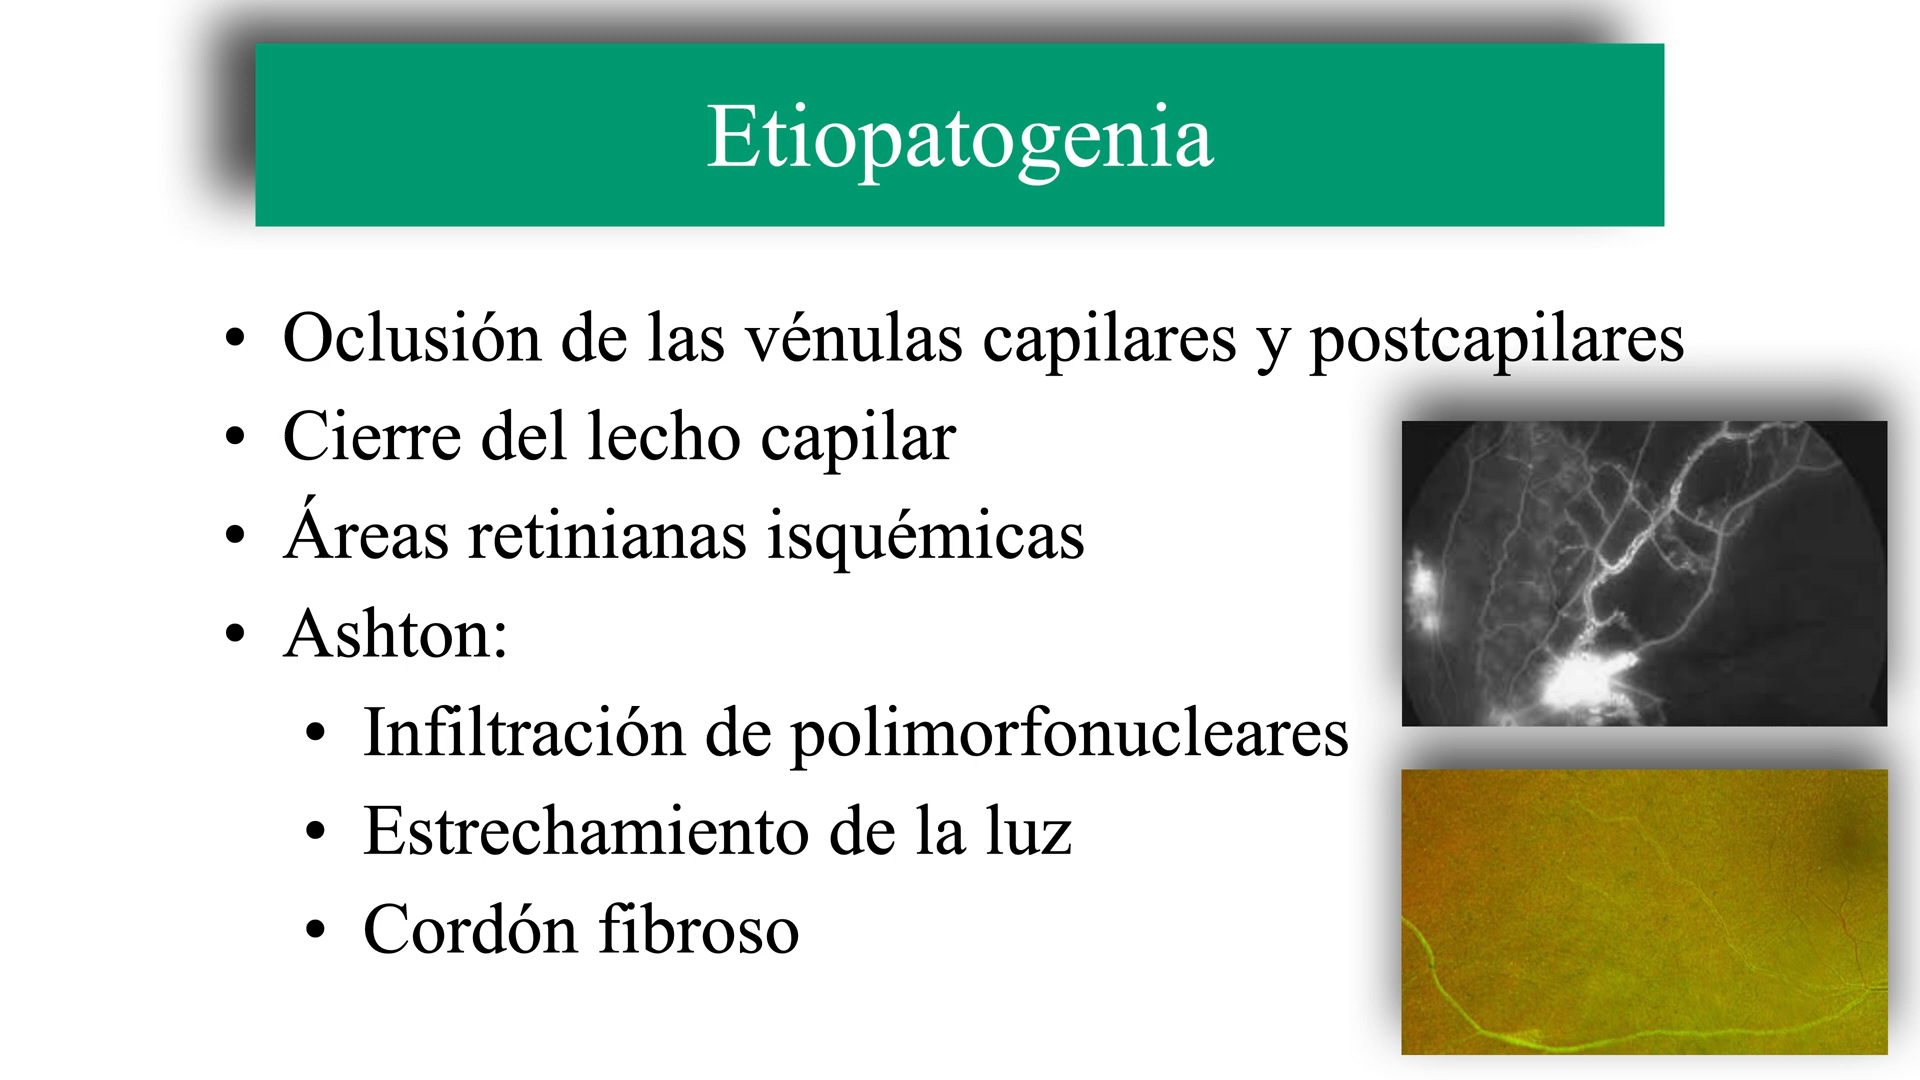 Etiopatogenia
• Oclusión de las vénulas capilares y postcapilares
• Cierre del lecho capilar
• Áreas retinianas isquémicas
• Ashton:
• Infiltración de polimorfonucleares
• Estrechamiento de la luz
• Cordón fibroso